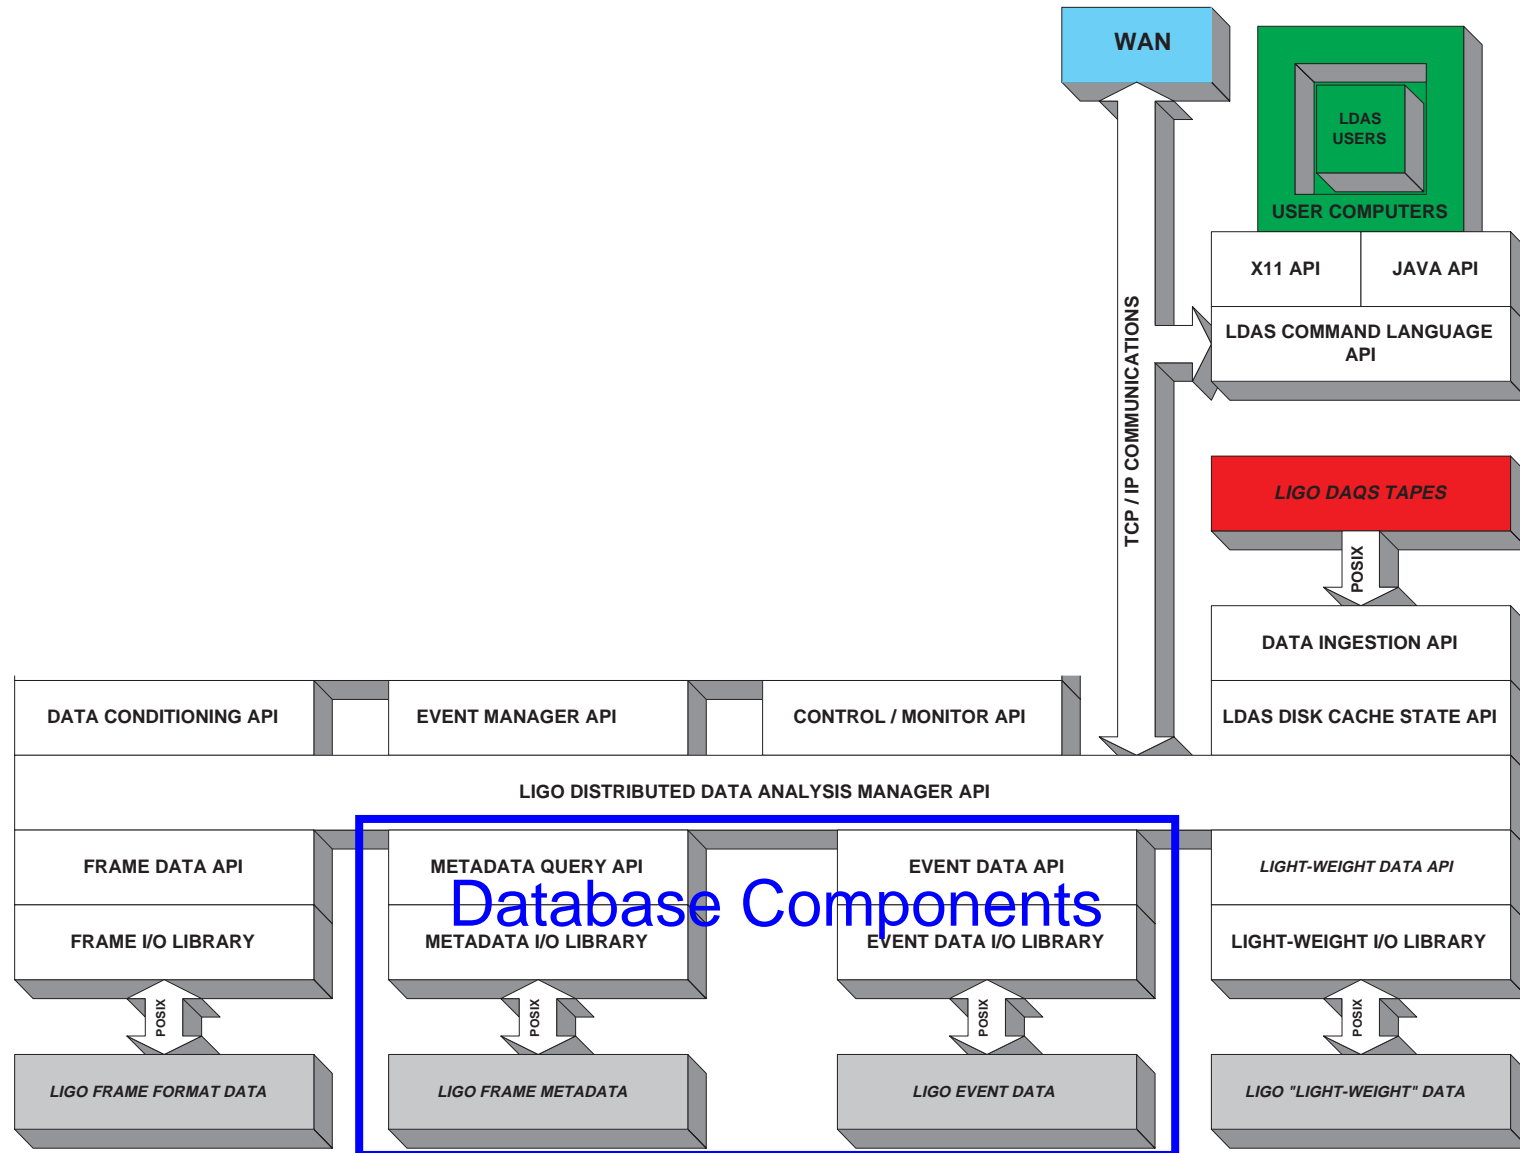 WAN
LDAS
USERS
USER COMPUTERS
X11 API
JAVA API
LDAS COMMAND LANGUAGE
API
TCP / IP COMMUNICATIONS
LIGO DAQS TAPES
POSIX
DATA INGESTION API
DATA CONDITIONING API
EVENT MANAGER API
CONTROL / MONITOR API
LDAS DISK CACHE STATE API
LIGO DISTRIBUTED DATA ANALYSIS MANAGER API
FRAME DATA API
METADATA QUERY API
EVENT DATA API
LIGHT-WEIGHT DATA API
Database Components
FRAME I/O LIBRARY
METADATA I/O LIBRARY
EVENT DATA I/O LIBRARY
LIGHT-WEIGHT I/O LIBRARY
POSIX
POSIX
POSIX
POSIX
LIGO FRAME FORMAT DATA
LIGO FRAME METADATA
LIGO EVENT DATA
LIGO "LIGHT-WEIGHT" DATA